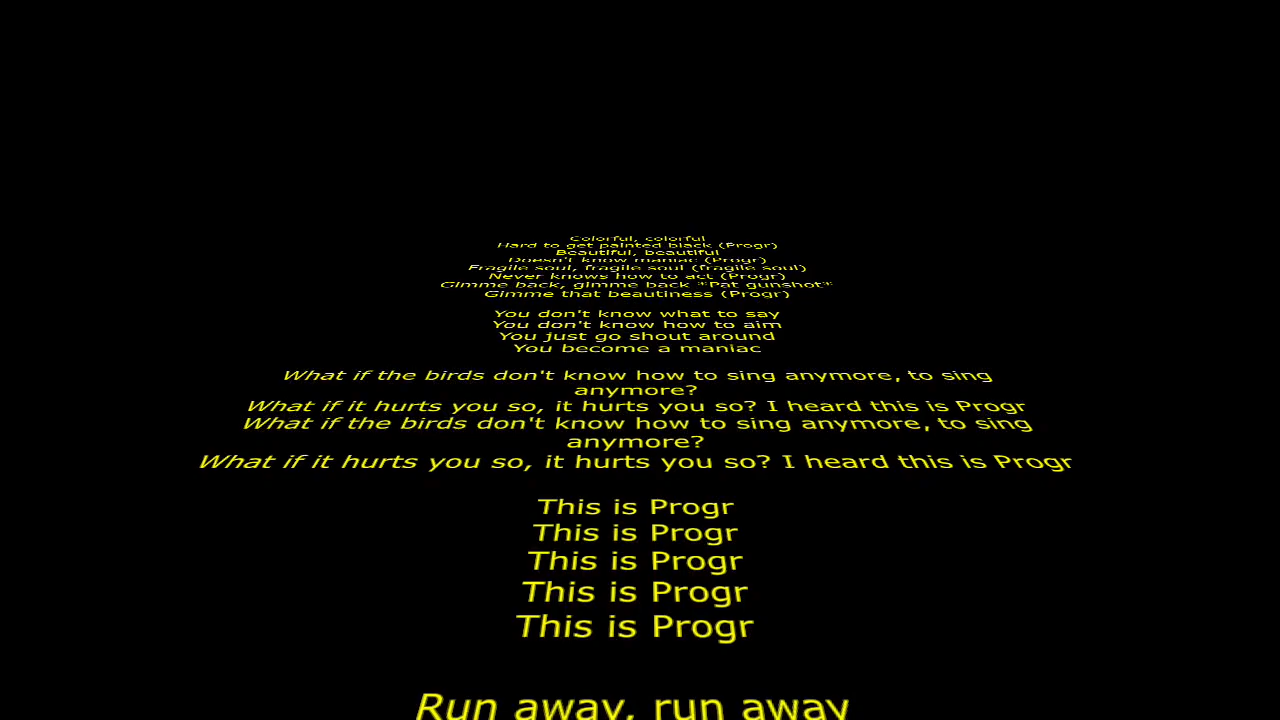 Colorful, colorful
Hard to get painted black (Progr)
Beautiful, beautiful
Doesn't know maniac (Progr)
Fragile soul, fragile soul (fragile soul)
Never knows how to act (Progr)
Gimme back, gimme back *Pat gunshot*
Gimme that beautiness (Progr)
You don't know what to say
You don't know how to aim
You just go shout around
You become a maniac
What if the birds don't know how to sing anymore, to sing
anymore?
What if it hurts you so, it hurts you so? I heard this is Progr
What if the birds don't know how to sing anymore, to sing
anymore?
What if it hurts you so, it hurts you so? I heard this is Progr
This is Progr
This is Progr
This is Progr
This is Progr
This is Progr
Run away, run away